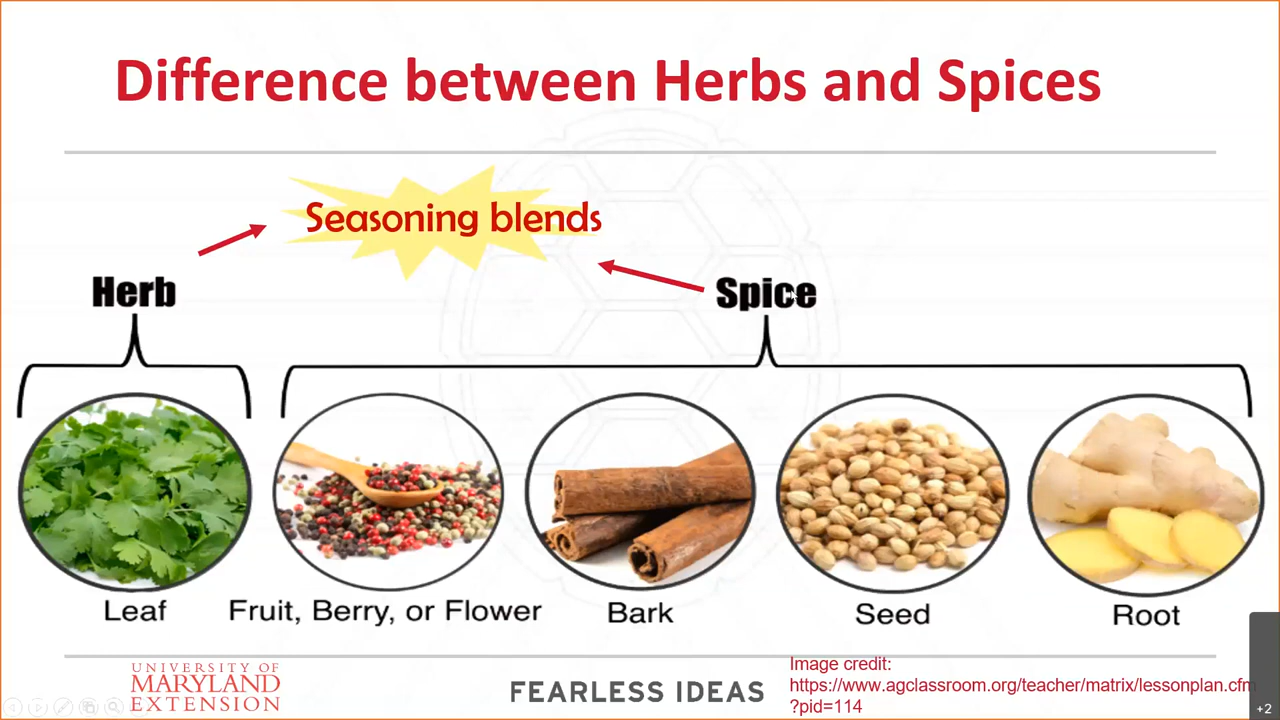 Difference between Herbs and Spices
Seasoning blends
Herb
Spice
Leaf
Fruit, Berry, or Flower
Bark
Seed
Root
UNIVERSITY OF
MARYLAND
EXTENSION
FEARLESS IDEAS
Image credit:
https://www.agclassroom.org/teacher/matrix/lessonplan.cfm
?pid=114
+2